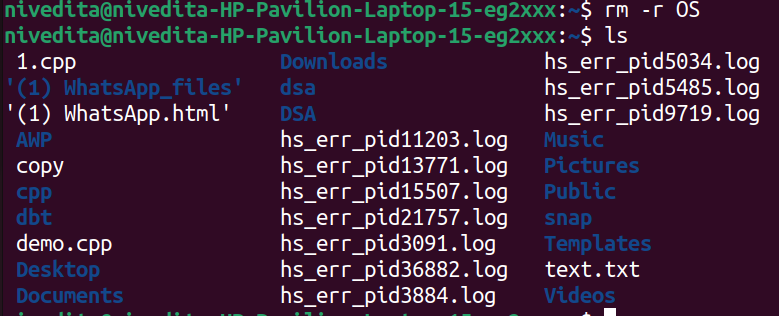 nivedita@nivedita-HP-Pavilion-Laptop-15-eg2xxx:~$ rm -r OS
nivedita@nivedita-HP-Pavilion-Laptop-15-eg2xxx:~$ ls
1.cpp Downloads hs_err_pid5034.log
'(1) WhatsApp_files' dsa hs_err_pid5485.log
'(1) WhatsApp.html' DSA hs_err_pid9719.log
AWP hs_err_pid11203.log Music
copy hs_err_pid13771.log Pictures
cpp hs_err_pid15507.log Public
dbt hs_err_pid21757.log snap
demo.cpp hs_err_pid3091.log Templates
Desktop hs_err_pid36882.log text.txt
Documents hs_err_pid3884.log Videos